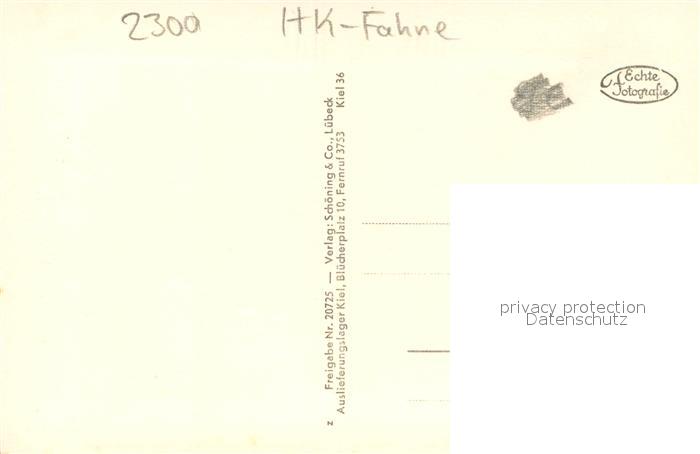 2300 HK-Fahne
Echte
Fotografie
z Freigabe Nr. 20725 — Verlag: Schöning & Co., Lübeck
Auslieferungslager Kiel, Blücherplatz 10, Fernruf 3753 Kiel 36
privacy protection
Datenschutz